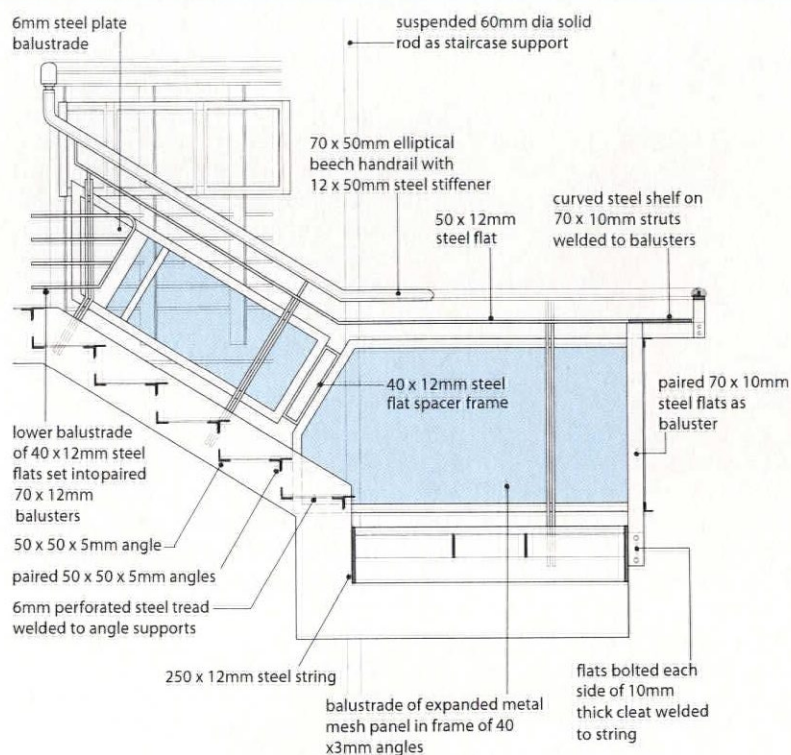 6mm steel plate
balustrade
suspended 60mm dia solid
rod as staircase support
70 x 50mm elliptical
beech handrail with
12 x 50mm steel stiffener
50 x 12mm
steel flat
curved steel shelf on
70 x 10mm struts
welded to balusters
40 x 12mm steel
flat spacer frame
paired 70 x 10mm
steel flats as
baluster
lower balustrade
of 40 x12mm steel
flats set intopaired
70 x 12mm
balusters
50 x 50 x 5mm angle
paired 50 x 50 x 5mm angles
6mm perforated steel tread
welded to angle supports
250 x 12mm steel string
balustrade of expanded metal
mesh panel in frame of 40
x3mm angles
flats bolted each
side of 10mm
thick cleat welded
to string